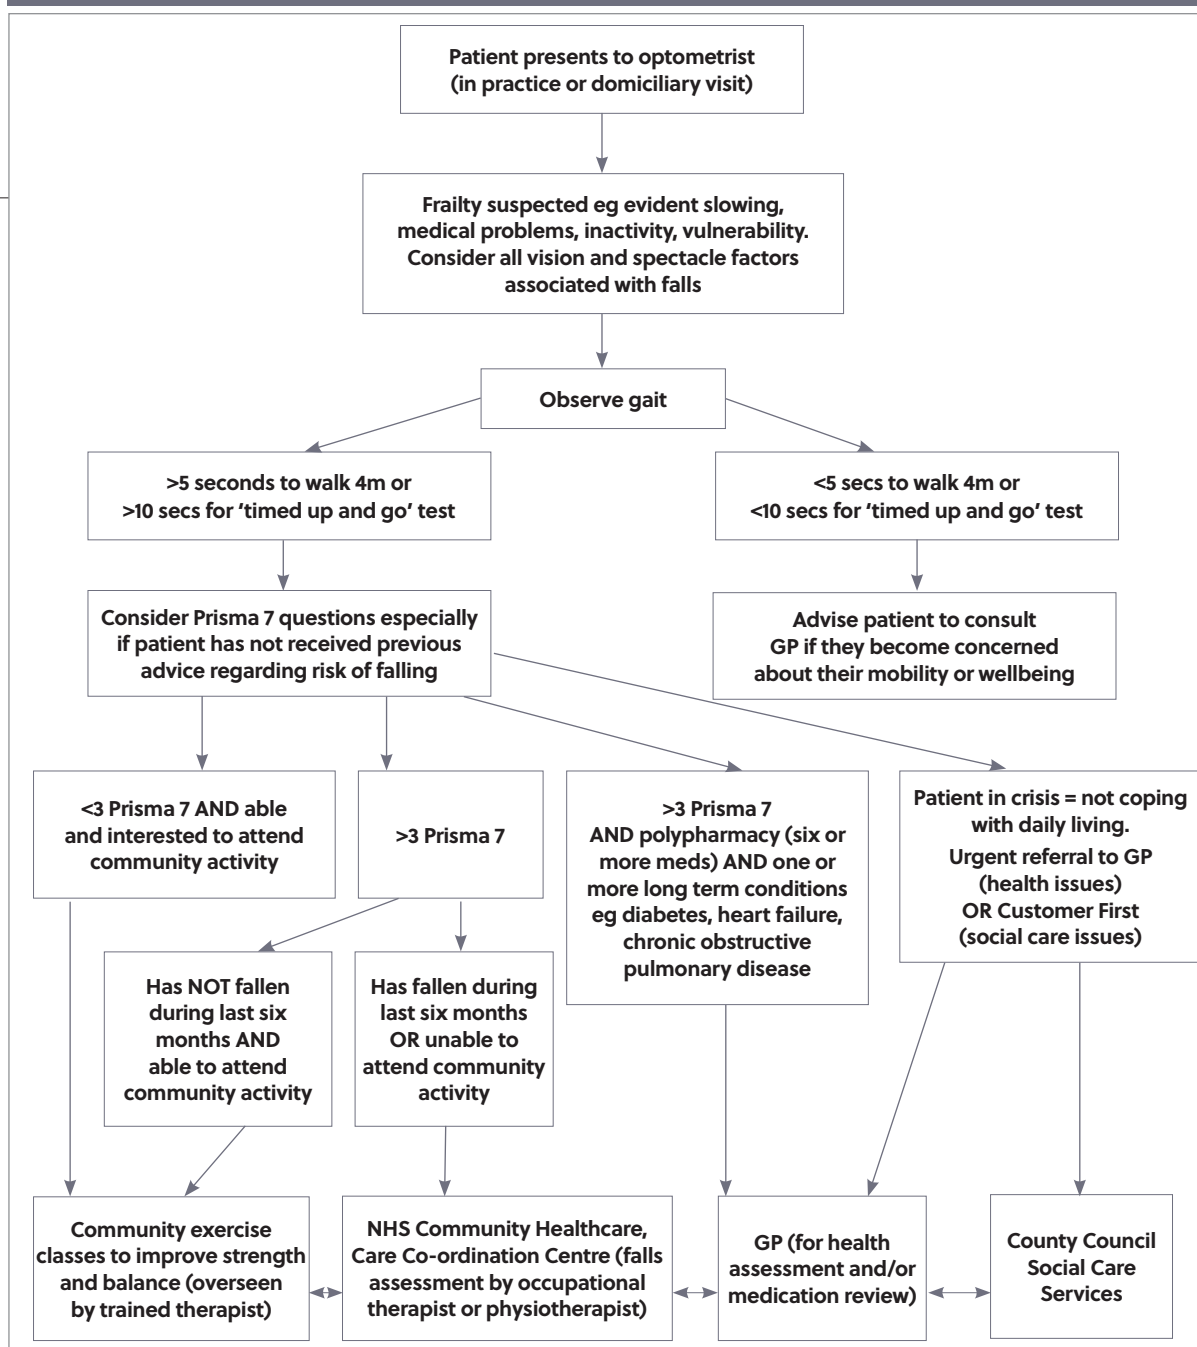 Patient presents to optometrist
(in practice or domiciliary visit)
Frailty suspected eg evident slowing,
medical problems, inactivity, vulnerability.
Consider all vision and spectacle factors
associated with falls
Observe gait
>5 seconds to walk 4m or
>10 secs for ‘timed up and go’ test
<5 secs to walk 4m or
<10 secs for ‘timed up and go’ test
Consider Prisma 7 questions especially
if patient has not received previous
advice regarding risk of falling
Advise patient to consult
GP if they become concerned
about their mobility or wellbeing
<3 Prisma 7 AND able
and interested to attend
community activity
>3 Prisma 7
>3 Prisma 7
AND polypharmacy (six or
more meds) AND one or
more long term conditions
eg diabetes, heart failure,
chronic obstructive
pulmonary disease
Patient in crisis = not coping
with daily living.
Urgent referral to GP
(health issues)
OR Customer First
(social care issues)
Has NOT fallen
during last six
months AND
able to attend
community activity
Has fallen during
last six months
OR unable to
attend community
activity
Community exercise
classes to improve strength
and balance (overseen
by trained therapist)
NHS Community Healthcare,
Care Co-ordination Centre (falls
assessment by occupational
therapist or physiotherapist)
GP (for health
assessment and/or
medication review)
County Council
Social Care
Services